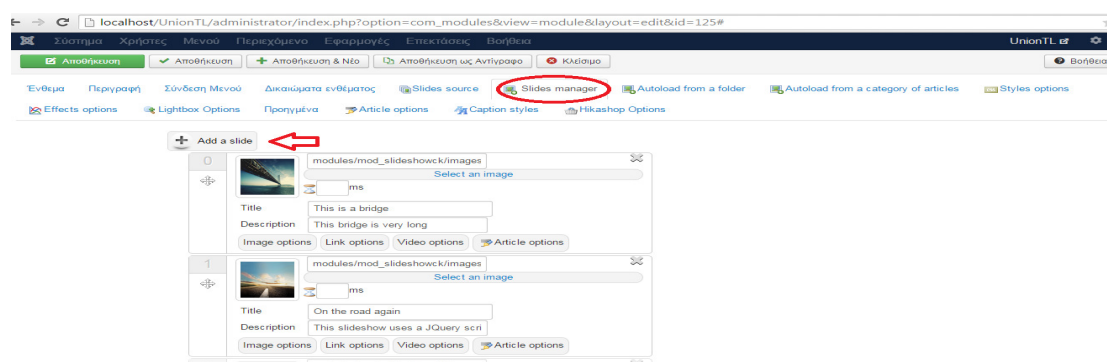 localhost/UnionTL/administrator/index.php?option=com_modules&view=module&layout=edit&id=125#
Σύστημα Χρήστες Μενού Περιεχόμενο Εφαρμογές Επεκτάσεις Βοήθεια UnionTL
Αποθήκευση Αποθήκευση Αποθήκευση & Νέο Αποθήκευση ως Αντίγραφο Κλείσιμο Βοήθεια
Ένθεμα Περιγραφή Σύνδεση Μενού Δικαιώματα ενθέματος Slides source Slides manager Autoload from a folder Autoload from a category of articles Styles options
Effects options Lightbox Options Προηγμένα Article options Caption styles Hikashop Options
Add a slide
0 modules/mod_slideshowck/images
Select an image
ms
Title This is a bridge
Description This bridge is very long
Image options Link options Video options Article options
1 modules/mod_slideshowck/images
Select an image
ms
Title On the road again
Description This slideshow uses a JQuery scri
Image options Link options Video options Article options